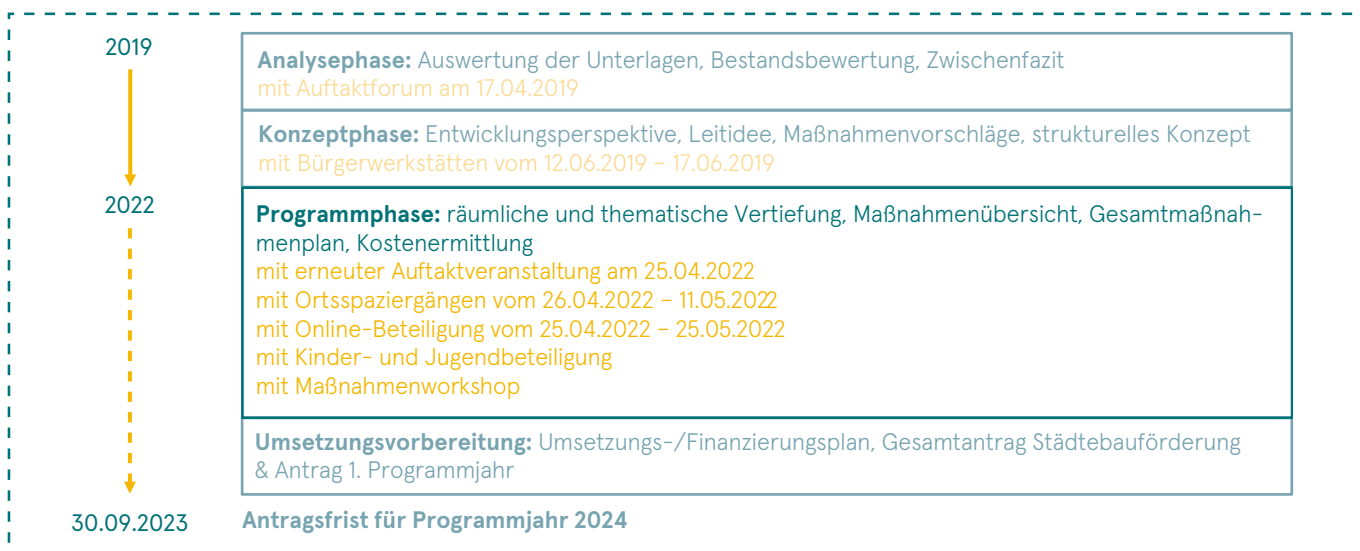 2019
Analysephase: Auswertung der Unterlagen, Bestandsbewertung, Zwischenfazit
mit Auftaktforum am 17.04.2019
Konzeptphase: Entwicklungsperspektive, Leitidee, Maßnahmenvorschläge, strukturelles Konzept
mit Bürgerwerkstätten vom 12.06.2019 – 17.06.2019
2022
Programmphase: räumliche und thematische Vertiefung, Maßnahmenübersicht, Gesamtmaßnah-
menplan, Kostenermittlung
mit erneuter Auftaktveranstaltung am 25.04.2022
mit Ortsspaziergängen vom 26.04.2022 – 11.05.2022
mit Online-Beteiligung vom 25.04.2022 – 25.05.2022
mit Kinder- und Jugendbeteiligung
mit Maßnahmenworkshop
Umsetzungsvorbereitung: Umsetzungs-/Finanzierungsplan, Gesamtantrag Städtebauförderung
& Antrag 1. Programmjahr
30.09.2023
Antragsfrist für Programmjahr 2024